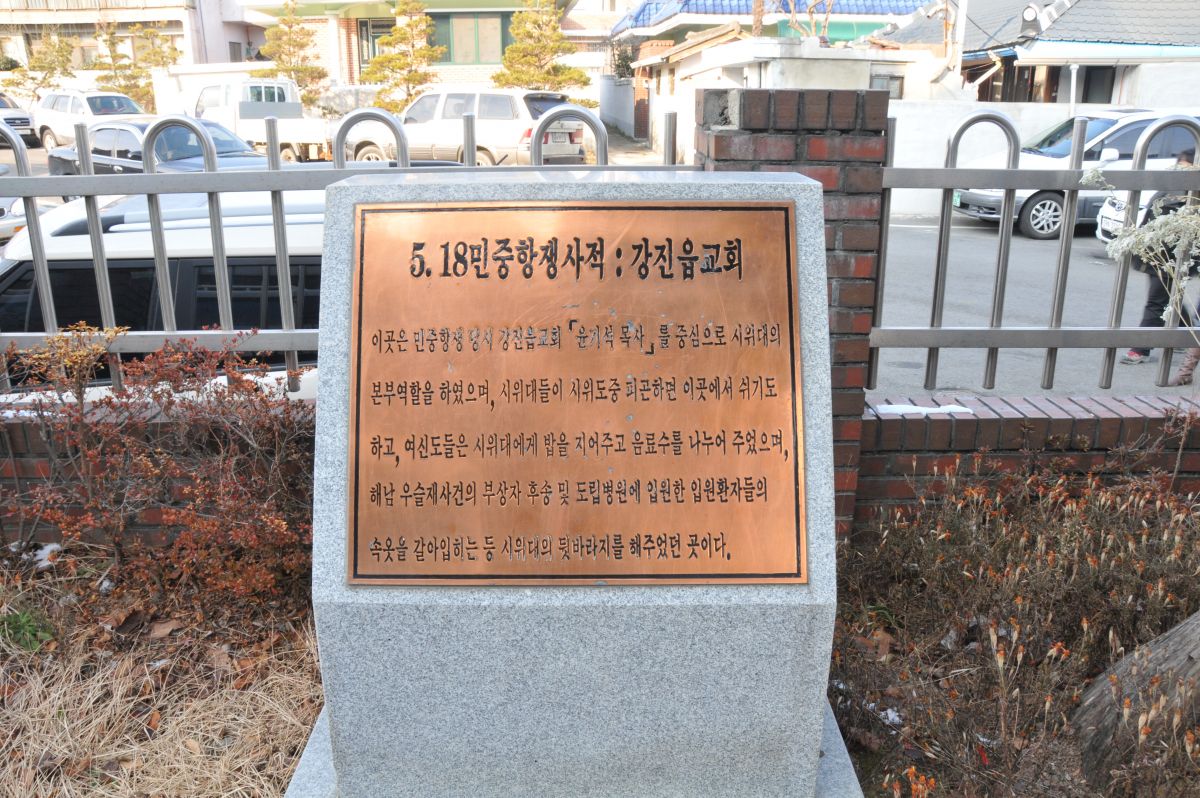 5.18민중항쟁사적 : 강진읍교회
이곳은 민중항쟁 당시 강진읍교회 「윤기석 목사」를 중심으로 시위대의
본부역할을 하였으며, 시위대들이 시위도중 피곤하면 이곳에서 쉬기도
하고, 여신도들은 시위대에게 밥을 지어주고 음료수를 나누어 주었으며,
해남 우슬재사건의 부상자 후송 및 도립병원에 입원한 입원환자들의
속옷을 갈아입히는 등 시위대의 뒷바라지를 해주었던 곳이다.